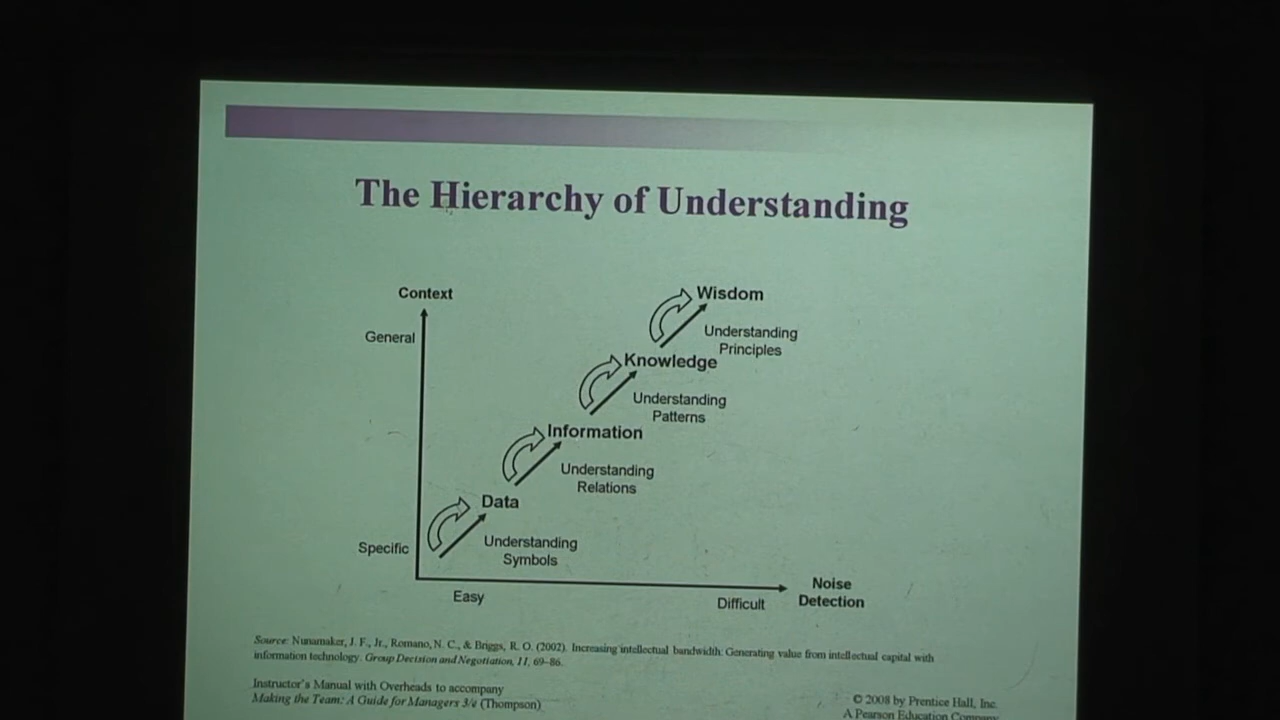 The Hierarchy of Understanding
Context
General
Specific
Wisdom
Understanding
Principles
Knowledge
Understanding
Patterns
Information
Understanding
Relations
Data
Understanding
Symbols
Easy
Difficult
Noise
Detection
Source: Nunamaker, J. F., Jr., Romano, N. C., & Briggs, R. O. (2002). Increasing intellectual bandwidth: Generating value from intellectual capital with
information technology. Group Decision and Negotiation, 11, 69–86.
Instructor's Manual with Overheads to accompany
Making the Team: A Guide for Managers 3/e (Thompson)
© 2008 by Prentice Hall, Inc.
A Pearson Education Company